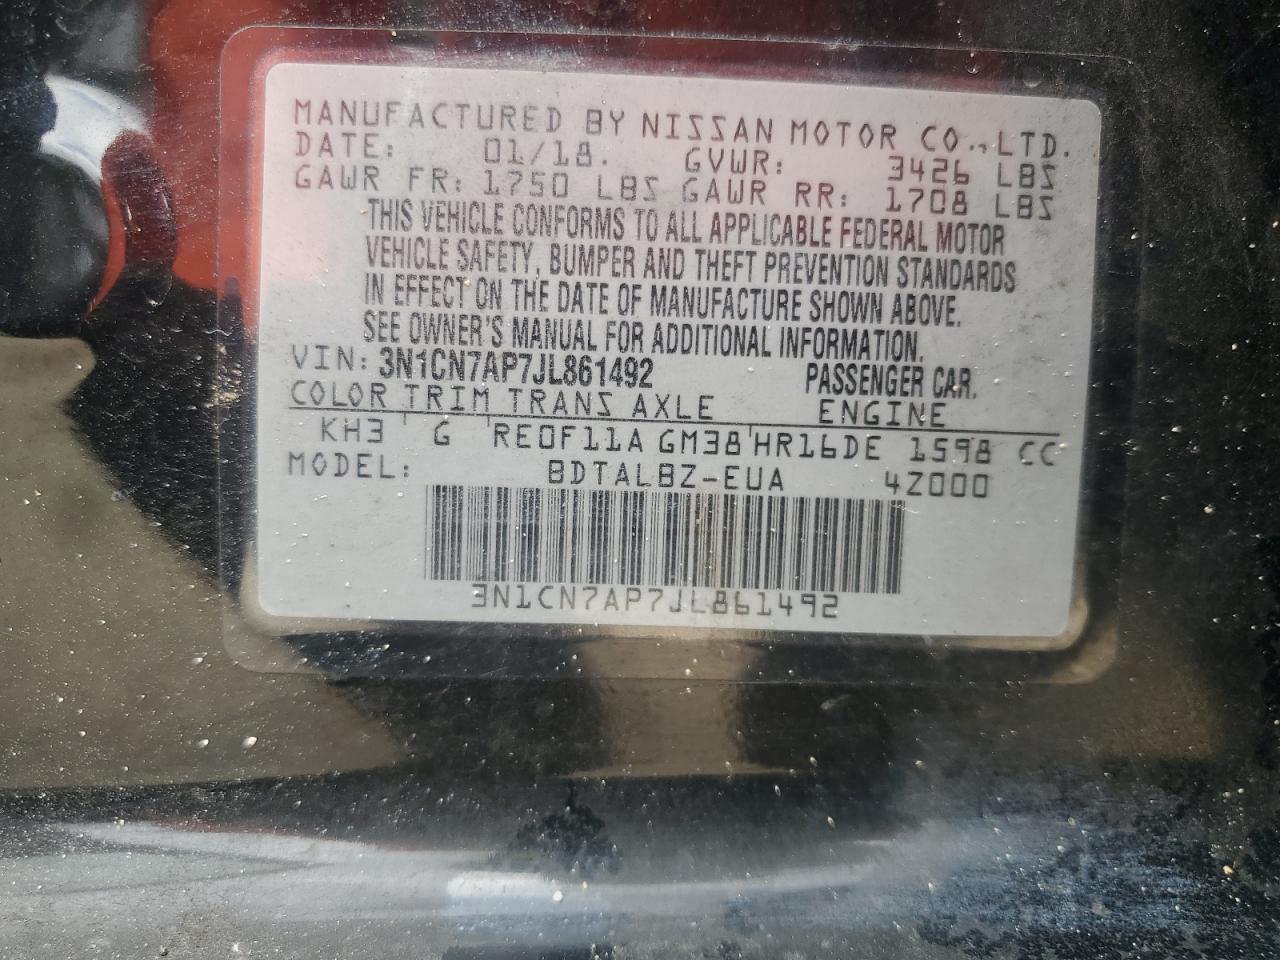 MANUFACTURED BY NISSAN MOTOR CO.,LTD.
DATE: 01/18. GVWR: 3426 LBS
GAWR FR: 1750 LBS GAWR RR: 1708 LBS
THIS VEHICLE CONFORMS TO ALL APPLICABLE FEDERAL MOTOR
VEHICLE SAFETY, BUMPER AND THEFT PREVENTION STANDARDS
IN EFFECT ON THE DATE OF MANUFACTURE SHOWN ABOVE.
SEE OWNER'S MANUAL FOR ADDITIONAL INFORMATION.
VIN: 3N1CN7AP7JL861492 PASSENGER CAR.
COLOR TRIM TRANS AXLE ENGINE
KH3 G RE0F11A GM38 HR16DE 1598 CC
MODEL: BDTALBZ-EUA 4Z000
3N1CN7AP7JL861492